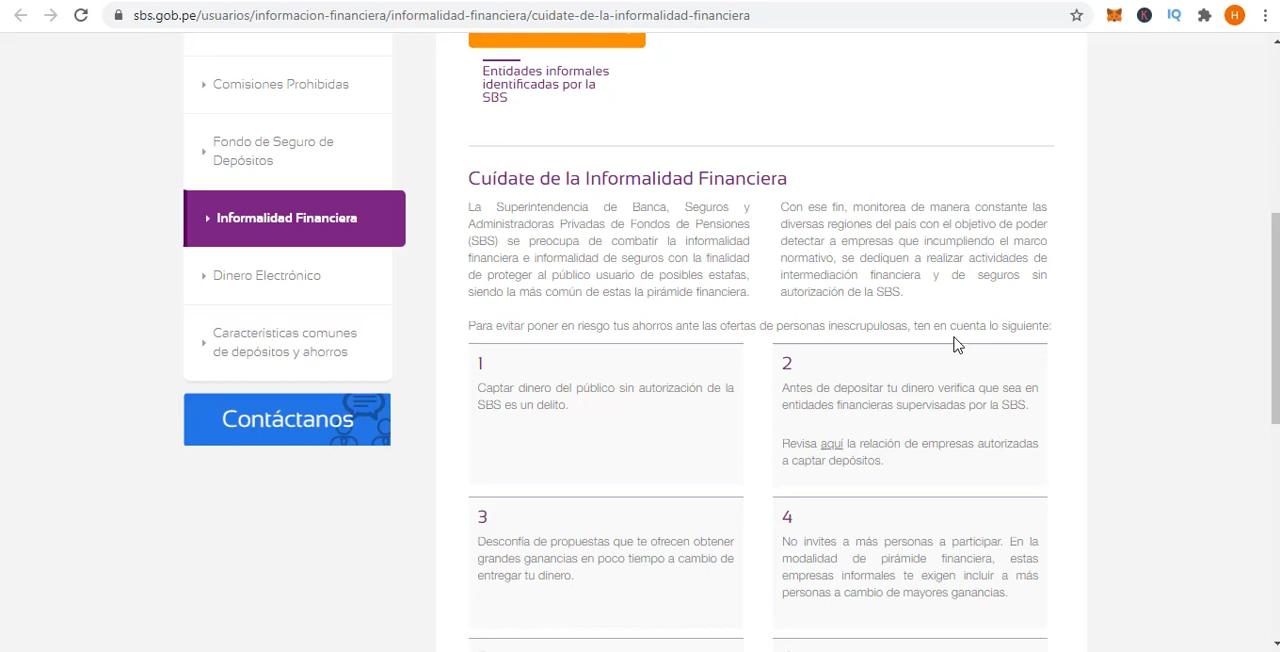 sbs.gob.pe/usuarios/informacion-financiera/informalidad-financiera/cuidate-de-la-informalidad-financiera
K
IQ
H
Comisiones Prohibidas
Fondo de Seguro de
Depósitos
Informalidad Financiera
Dinero Electrónico
Características comunes
de depósitos y ahorros
Contáctanos
Entidades informales
identificadas por la
SBS
Cuídate de la Informalidad Financiera
La Superintendencia de Banca, Seguros y
Administradoras Privadas de Fondos de Pensiones
(SBS) se preocupa de combatir la informalidad
financiera e informalidad de seguros con la finalidad
de proteger al público usuario de posibles estafas,
siendo la más común de estas la pirámide financiera.
Con ese fin, monitorea de manera constante las
diversas regiones del país con el objetivo de poder
detectar a empresas que incumpliendo el marco
normativo, se dediquen a realizar actividades de
intermediación financiera y de seguros sin
autorización de la SBS.
Para evitar poner en riesgo tus ahorros ante las ofertas de personas inescrupulosas, ten en cuenta lo siguiente:
1
Captar dinero del público sin autorización de la
SBS es un delito.
2
Antes de depositar tu dinero verifica que sea en
entidades financieras supervisadas por la SBS.
Revisa aquí la relación de empresas autorizadas
a captar depósitos.
3
Desconfía de propuestas que te ofrecen obtener
grandes ganancias en poco tiempo a cambio de
entregar tu dinero.
4
No invites a más personas a participar. En la
modalidad de pirámide financiera, estas
empresas informales te exigen incluir a más
personas a cambio de mayores ganancias.